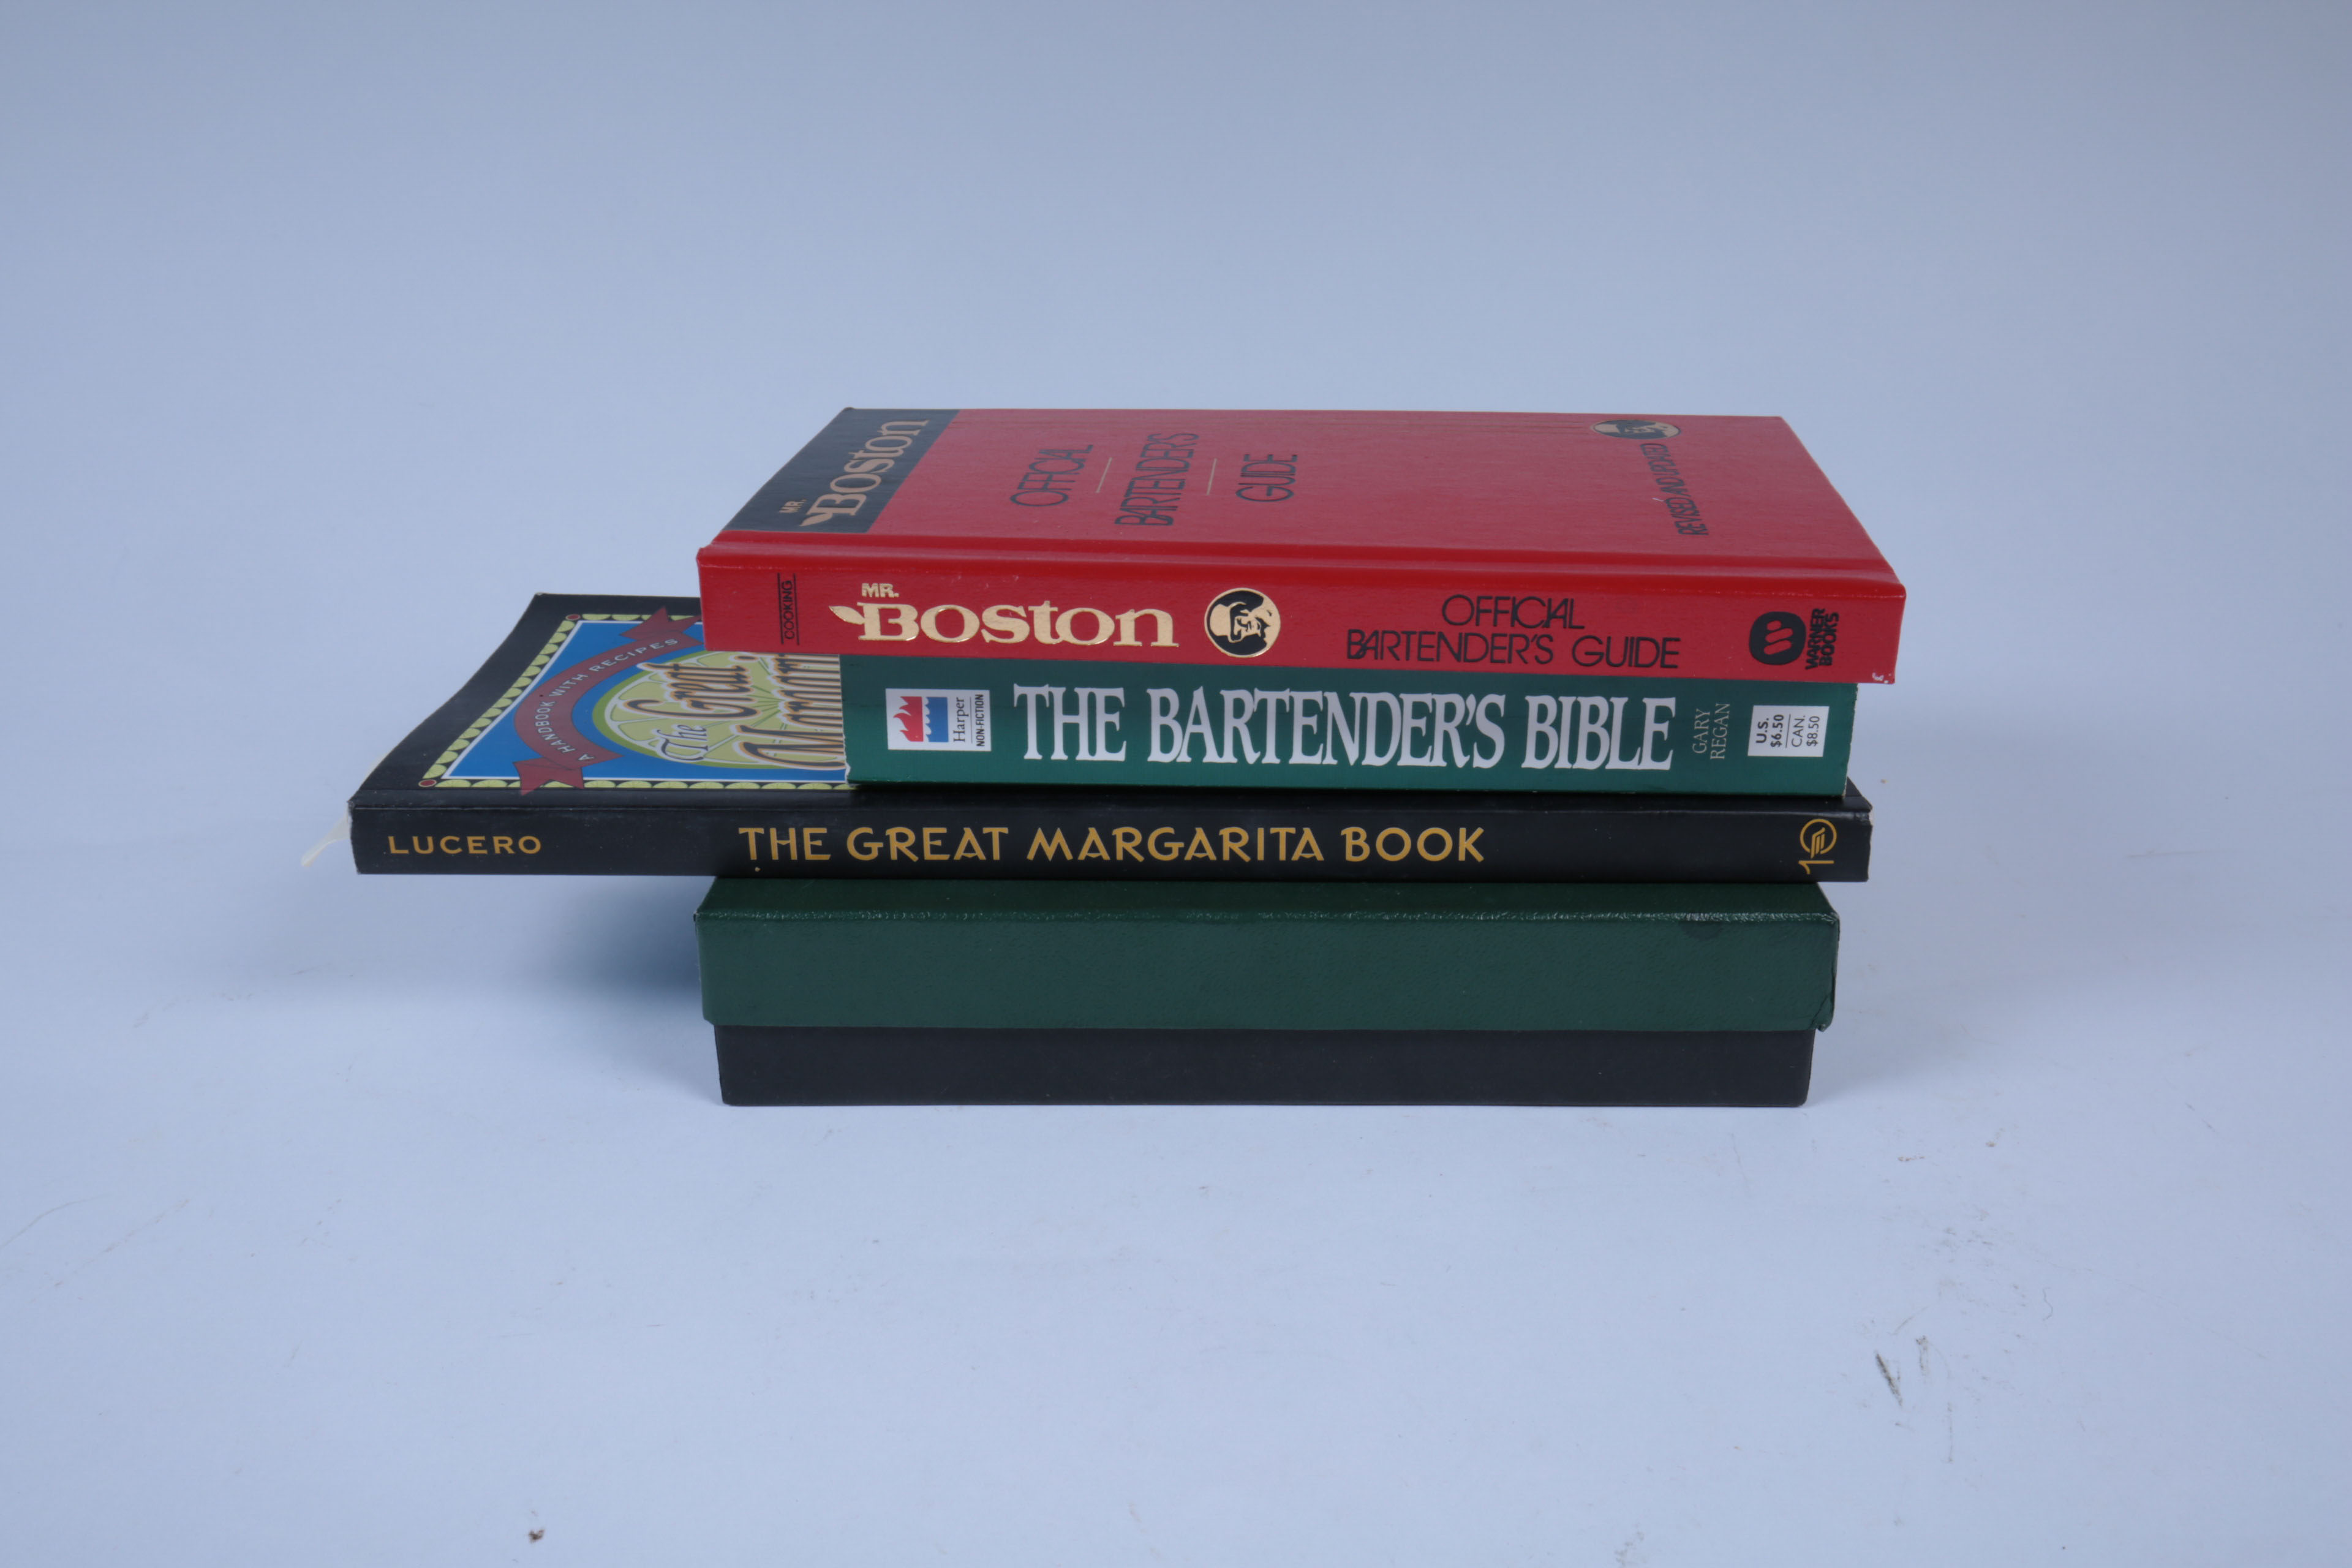 MR.
BOSTON
OFFICIAL
BARTENDER'S
GUIDE
REVISED AND UPDATED
COOKING
MR.
BOSTON
OFFICIAL
BARTENDER'S GUIDE
WARNER
BOOKS
Harper
NON-FICTION
THE BARTENDER'S BIBLE
GARY
REGAN
U.S.
$6.50
CAN.
$8.50
A HANDBOOK WITH RECIPES
The Great
LUCERO
THE GREAT MARGARITA BOOK